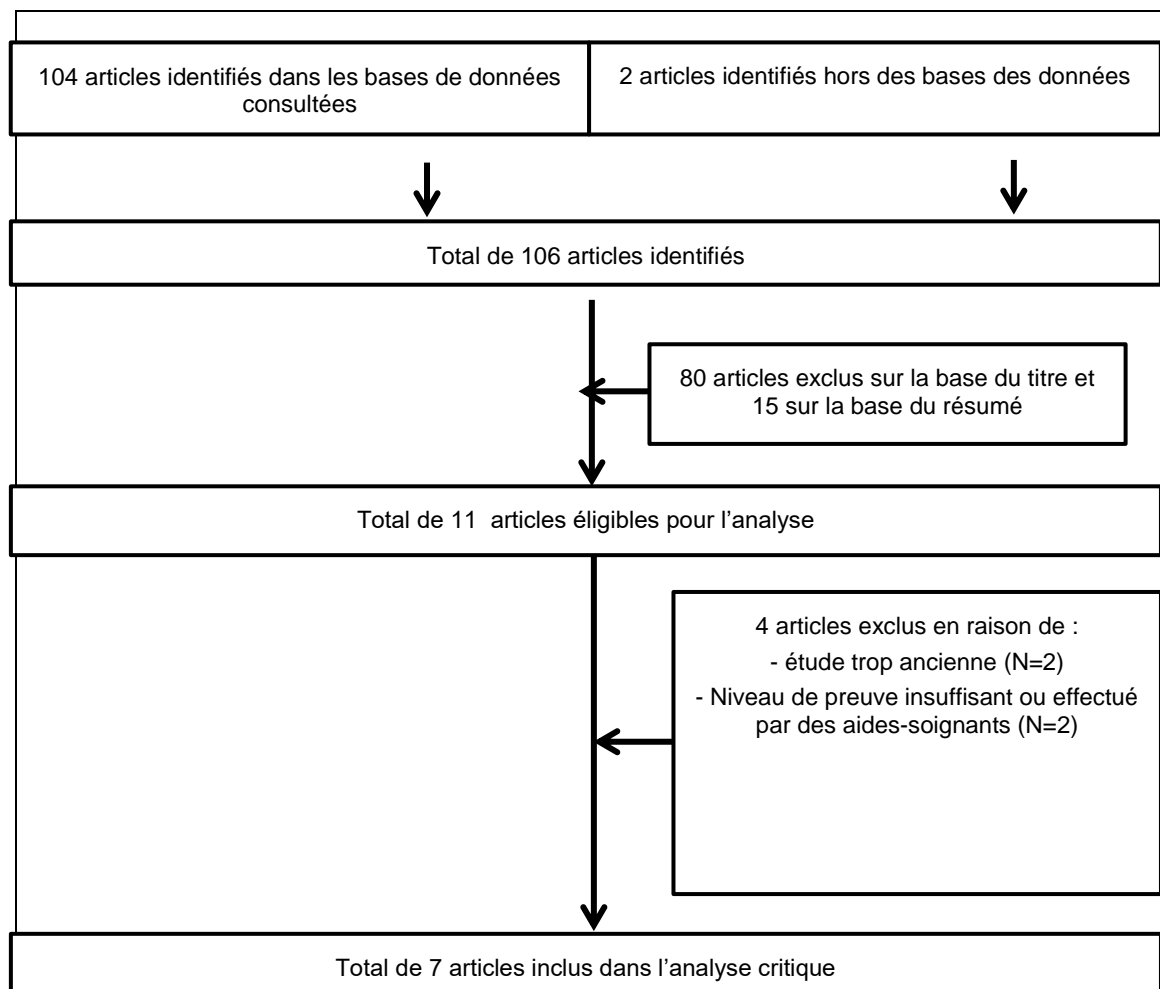 104 articles identifiés dans les bases de données
consultées
2 articles identifiés hors des bases des données
Total de 106 articles identifiés
80 articles exclus sur la base du titre et
15 sur la base du résumé
Total de 11  articles éligibles pour l’analyse
4 articles exclus en raison de :
- étude trop ancienne (N=2)
- Niveau de preuve insuffisant ou effectué
par des aides-soignants (N=2)
Total de 7 articles inclus dans l’analyse critique